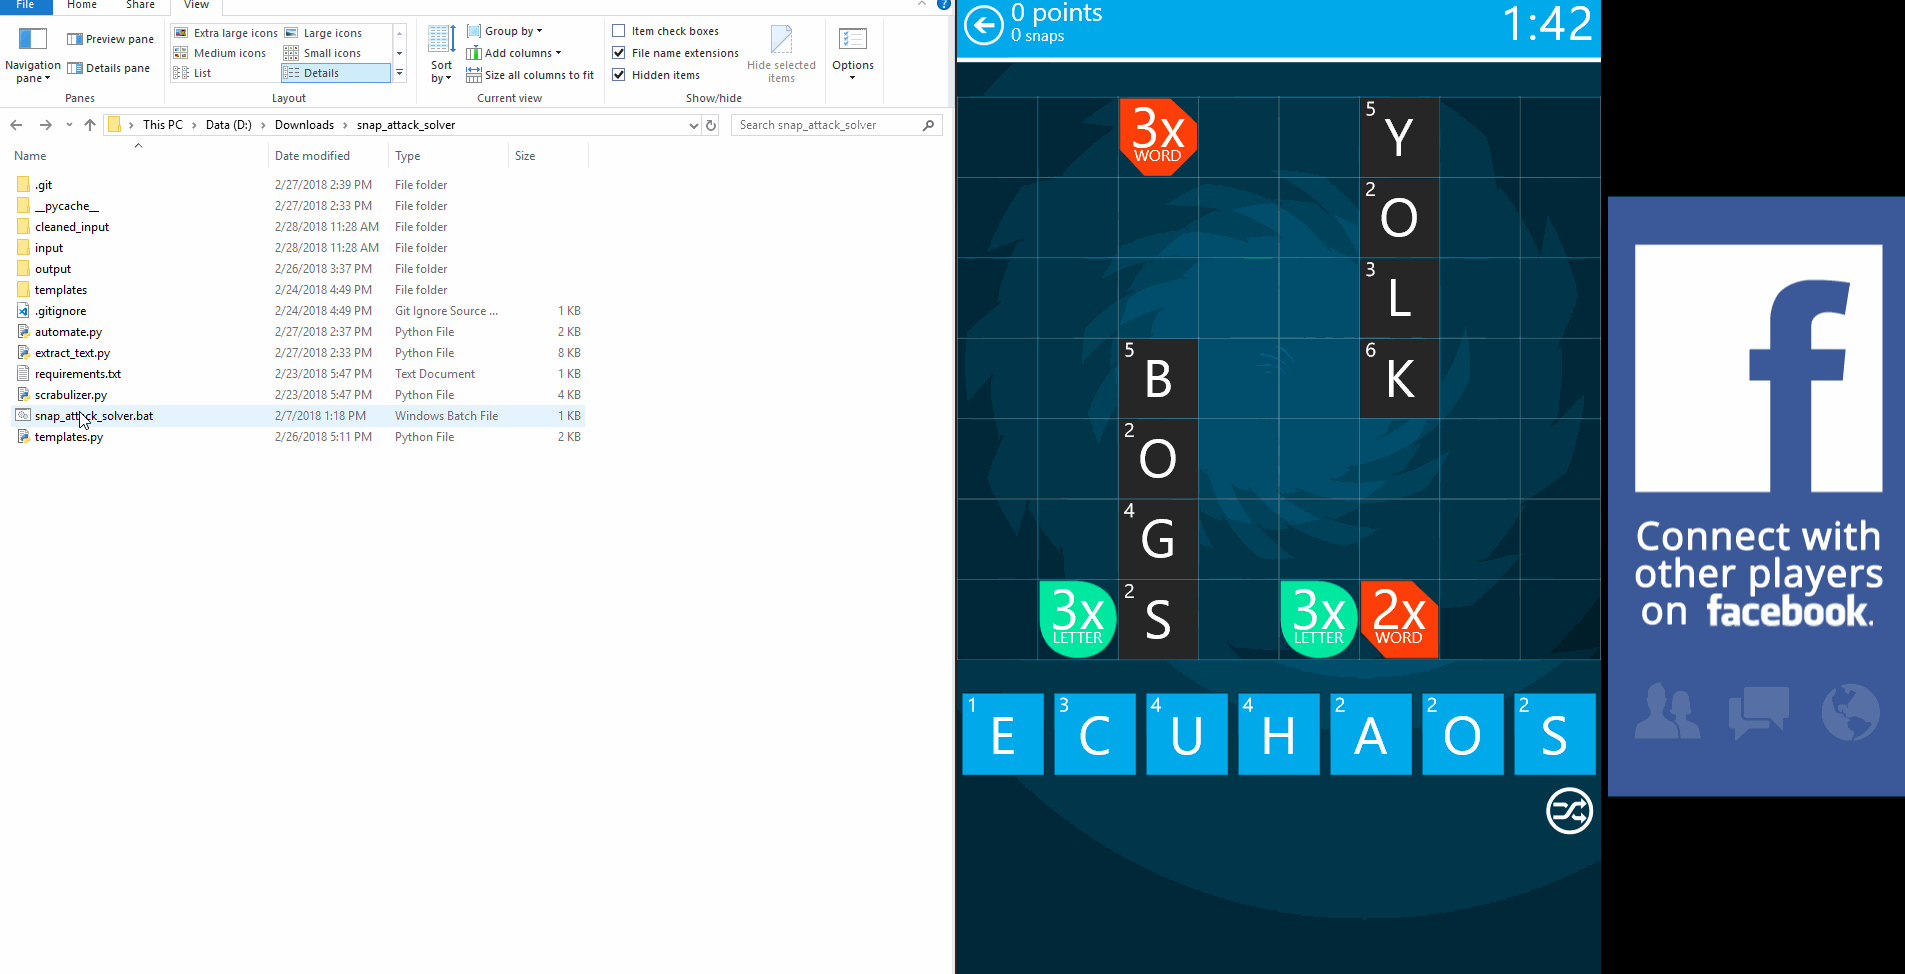 File Home Share View
Navigation pane
Preview pane
Details pane
Panes
Extra large icons Large icons
Medium icons Small icons
List Details
Layout
Sort by
Group by
Add columns
Size all columns to fit
Current view
Item check boxes
File name extensions
Hidden items
Hide selected items
Show/hide
Options
This PC > Data (D:) > Downloads > snap_attack_solver
Search snap_attack_solver
Name Date modified Type Size
.git 2/27/2018 2:39 PM File folder
__pycache__ 2/27/2018 2:33 PM File folder
cleaned_input 2/28/2018 11:28 AM File folder
input 2/28/2018 11:28 AM File folder
output 2/26/2018 3:37 PM File folder
templates 2/24/2018 4:49 PM File folder
.gitignore 2/24/2018 4:49 PM Git Ignore Source ... 1 KB
automate.py 2/27/2018 2:37 PM Python File 2 KB
extract_text.py 2/27/2018 2:33 PM Python File 8 KB
requirements.txt 2/23/2018 5:47 PM Text Document 1 KB
scrabulizer.py 2/23/2018 5:47 PM Python File 4 KB
snap_attack_solver.bat 2/7/2018 1:18 PM Windows Batch File 1 KB
templates.py 2/26/2018 5:11 PM Python File 2 KB
0 points
0 snaps
1:42
3x WORD 5 Y
2 O
3 L
5 B 6 K
2 O
4 G
3x LETTER 2 S 3x LETTER 2x WORD
1 E 3 C 4 U 4 H 2 A 2 O 2 S
f
Connect with
other players
on facebook.